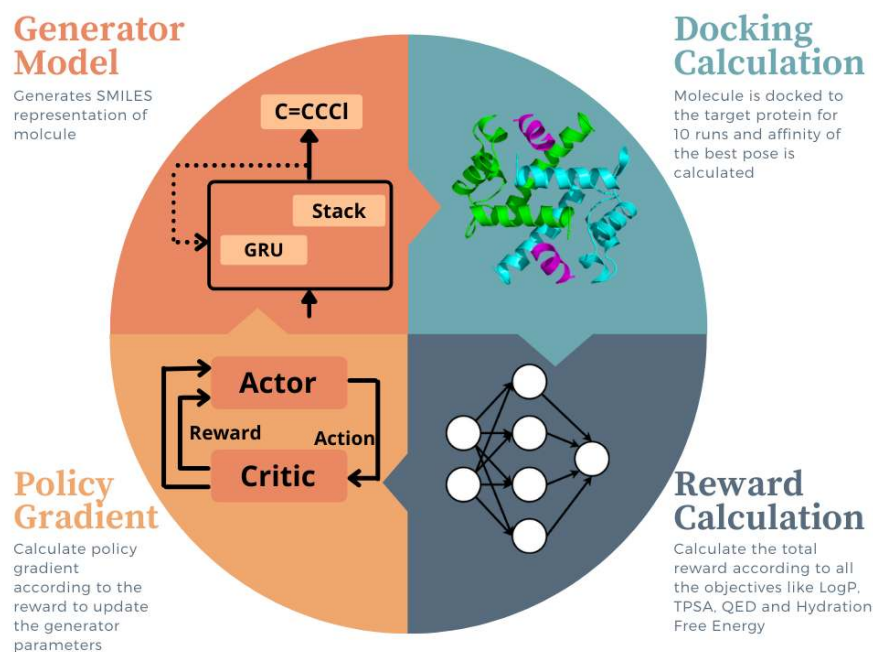 Generator
Model
Generates SMILES
representation of
molcule
C=CCCl
Stack
GRU
Docking
Calculation
Molecule is docked to
the target protein for
10 runs and affinity of
the best pose is
calculated
Actor
Reward
Action
Critic
Policy
Gradient
Calculate policy
gradient
according to the
reward to update
the generator
parameters
Reward
Calculation
Calculate the total
reward according to all
the objectives like LogP,
TPSA, QED and Hydration
Free Energy